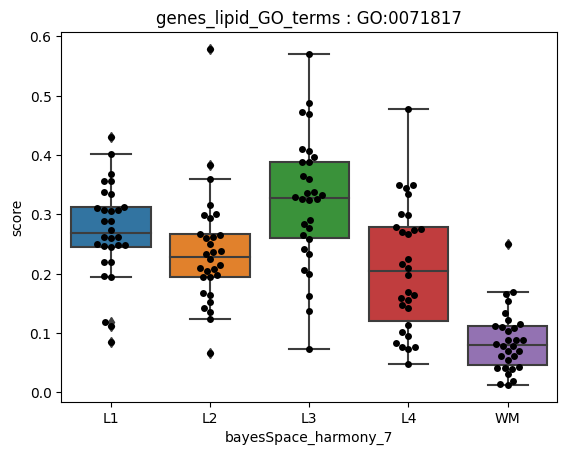 genes_lipid_GO_terms : GO:0071817
0.6
0.5
0.4
0.3
0.2
0.1
0.0
score
L1 L2 L3 L4 WM
bayesSpace_harmony_7